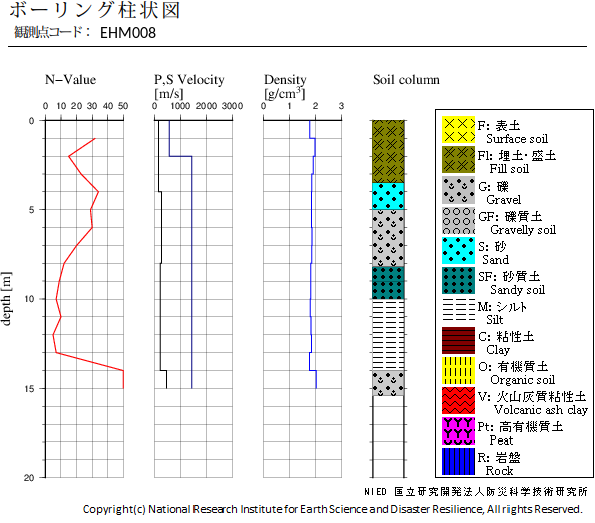 ボーリング柱状図
観測点コード： EHM008
N−Value P,S Velocity Density Soil column
[m/s] [g/cm³]
0 10 20 30 40 50 0 1000 2000 3000 0 1 2 3
0
5
10
15
20
depth [m]
F: 表土
Surface soil
Fl: 埋土・盛土
Fill soil
G: 礫
Gravel
GF: 礫質土
Gravelly soil
S: 砂
Sand
SF: 砂質土
Sandy soil
M: シルト
Silt
C: 粘性土
Clay
O: 有機質土
Organic soil
V: 火山灰質粘性土
Volcanic ash clay
Pt: 高有機質土
Peat
R: 岩盤
Rock
NIED 国立研究開発法人防災科学技術研究所
Copyright(c) National Research Institute for Earth Science and Disaster Resilience, All rights Reserved.